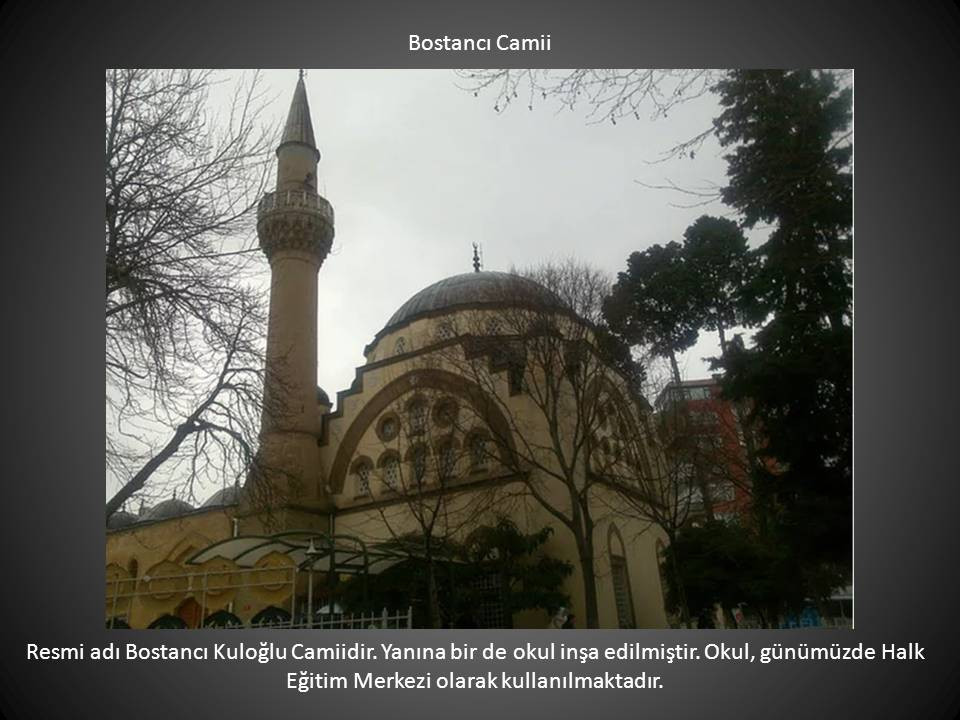 Bostancı Camii
Resmi adı Bostancı Kuloğlu Camiidir. Yanına bir de okul inşa edilmiştir. Okul, günümüzde Halk
Eğitim Merkezi olarak kullanılmaktadır.